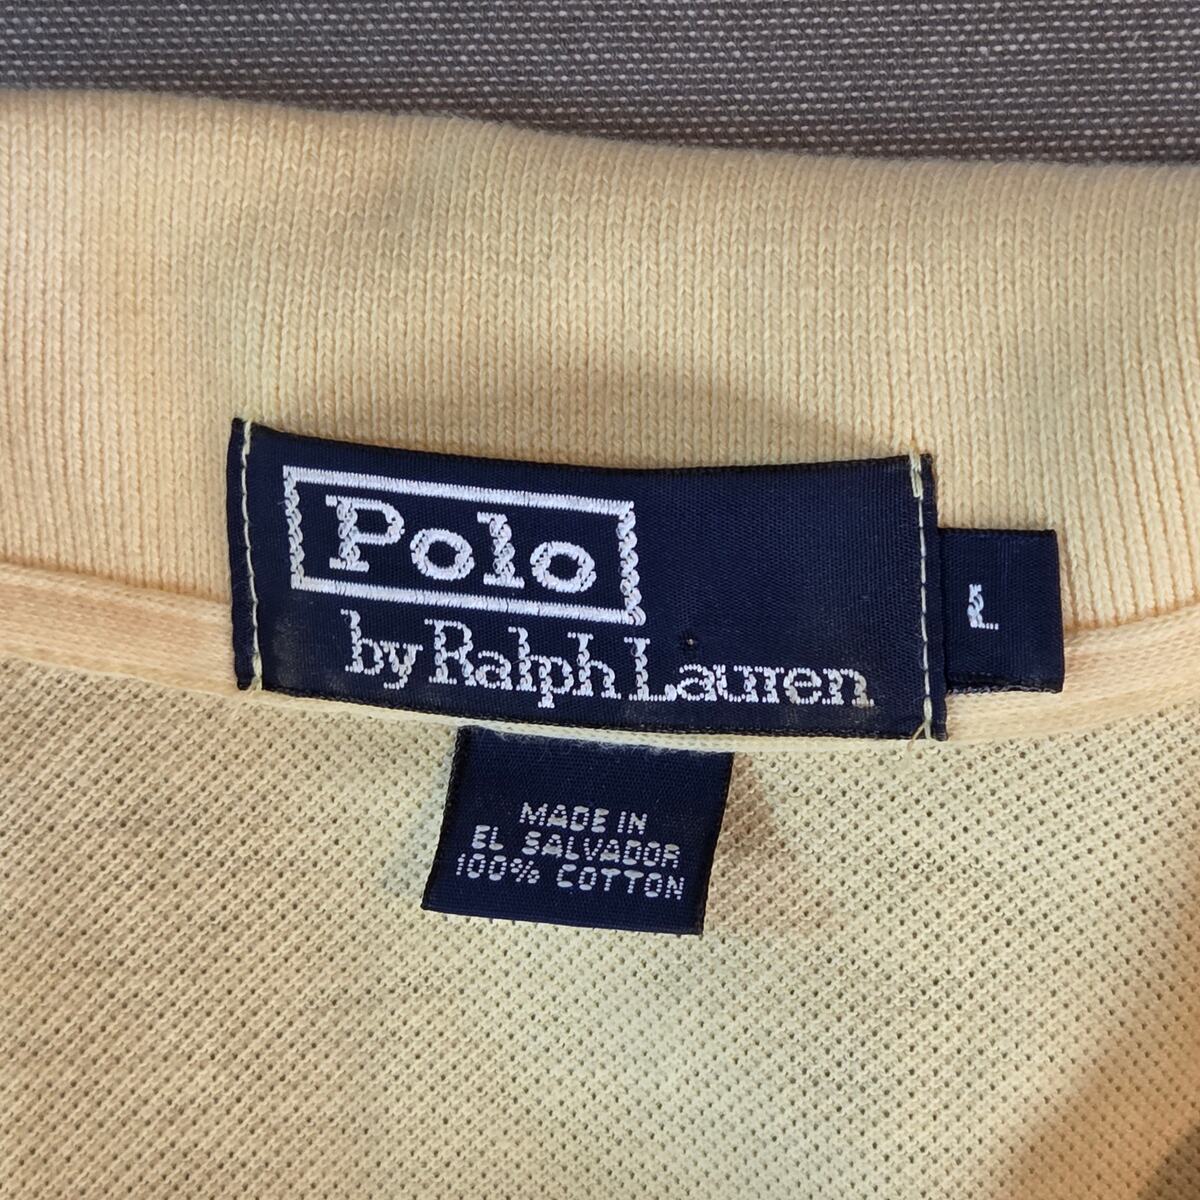 Polo
by Ralph Lauren
L
MADE IN
EL SALVADOR
100% COTTON